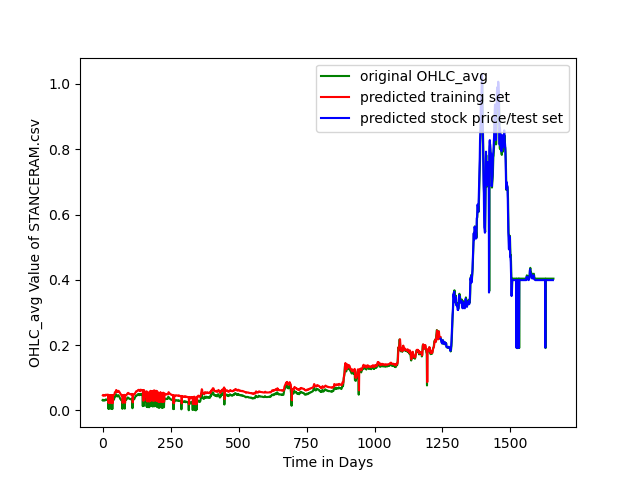 original OHLC_avg
predicted training set
predicted stock price/test set
OHLC_avg Value of STANCERAM.csv
1.0
0.8
0.6
0.4
0.2
0.0
0 250 500 750 1000 1250 1500
Time in Days